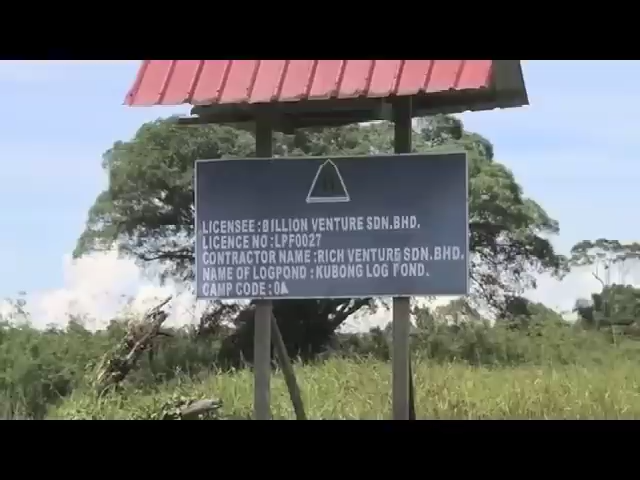 LICENSEE : BILLION VENTURE SDN.BHD.
LICENCE NO : LPF0027
CONTRACTOR NAME : RICH VENTURE SDN.BHD.
NAME OF LOGPOND : KUBONG LOG FOND.
CAMP CODE : 0A